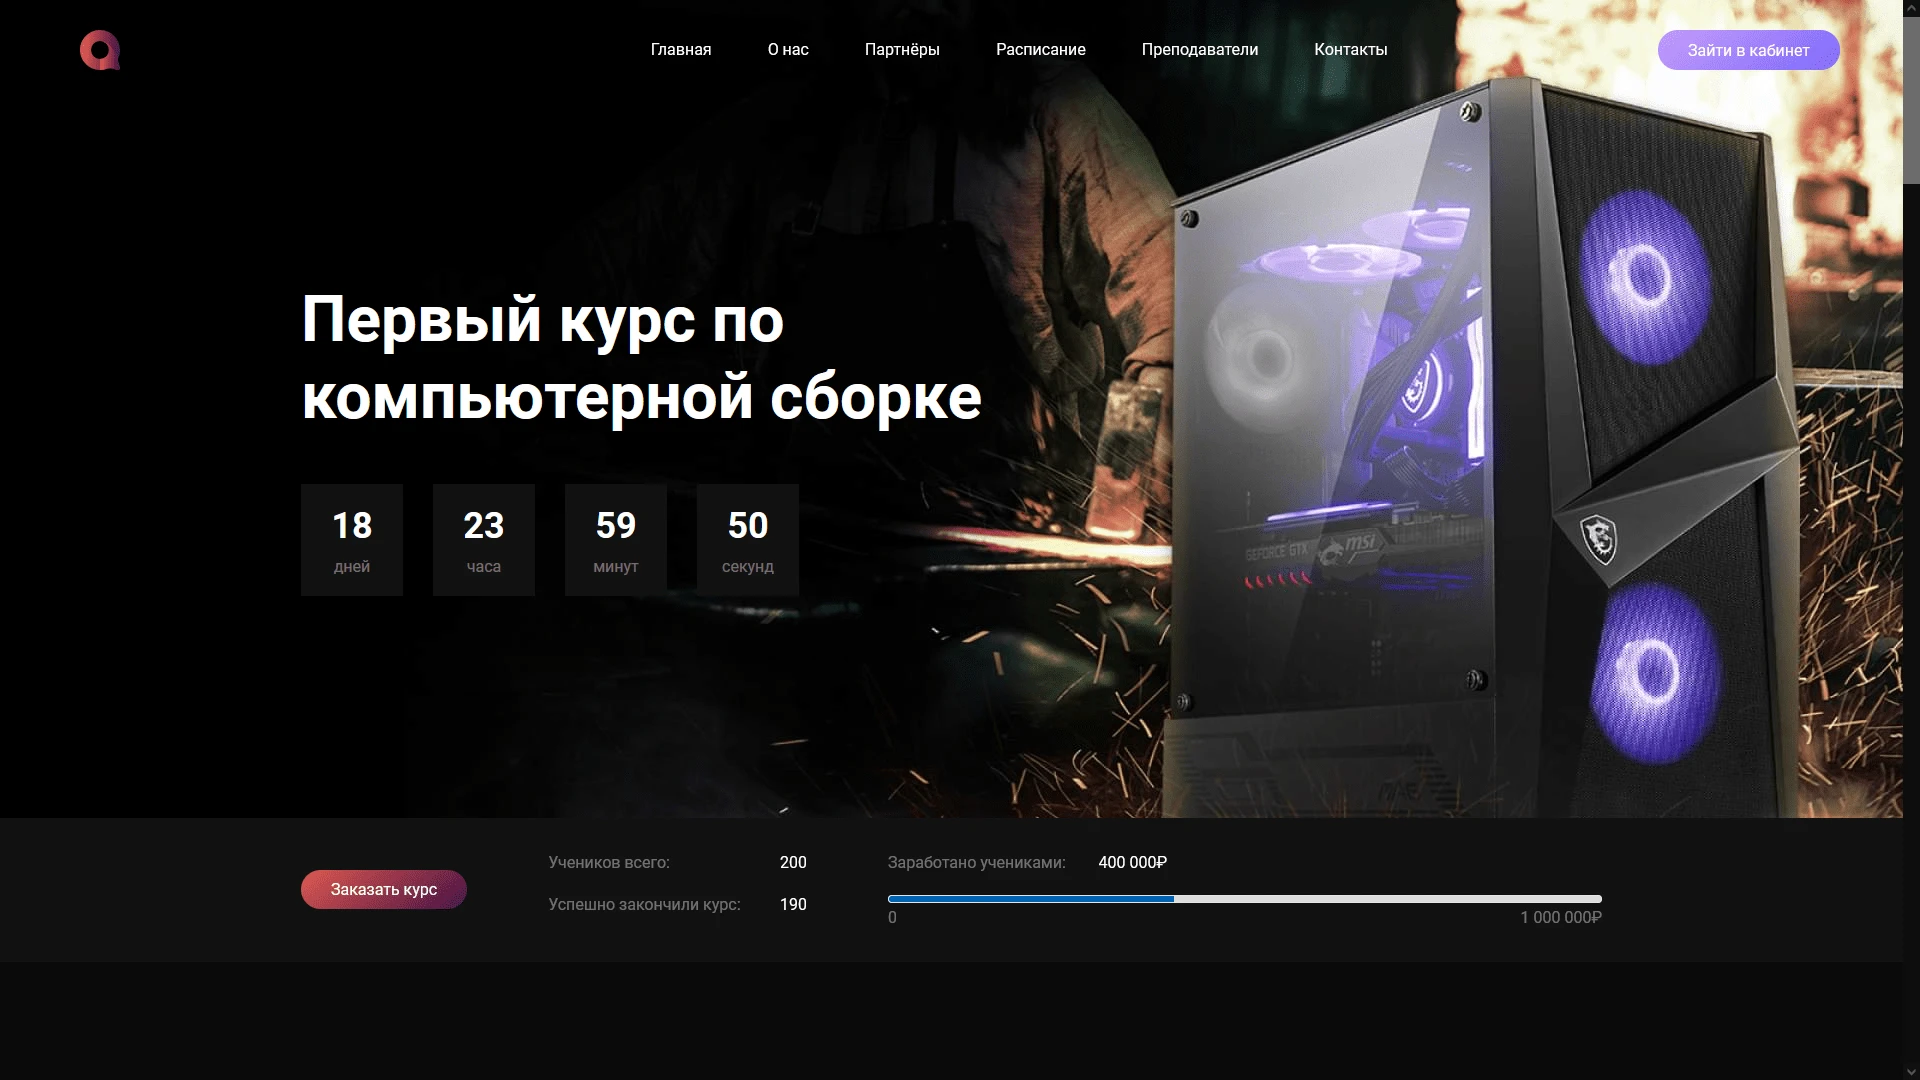 Главная
О нас
Партнёры
Расписание
Преподаватели
Контакты
Зайти в кабинет
Первый курс по
компьютерной сборке
18
23
59
50
дней
часа
минут
секунд
GEFORCE GTX
msi
Заказать курс
Учеников всего:
200
Успешно закончили курс:
190
Заработано учениками:
400 000₽
0
1 000 000₽